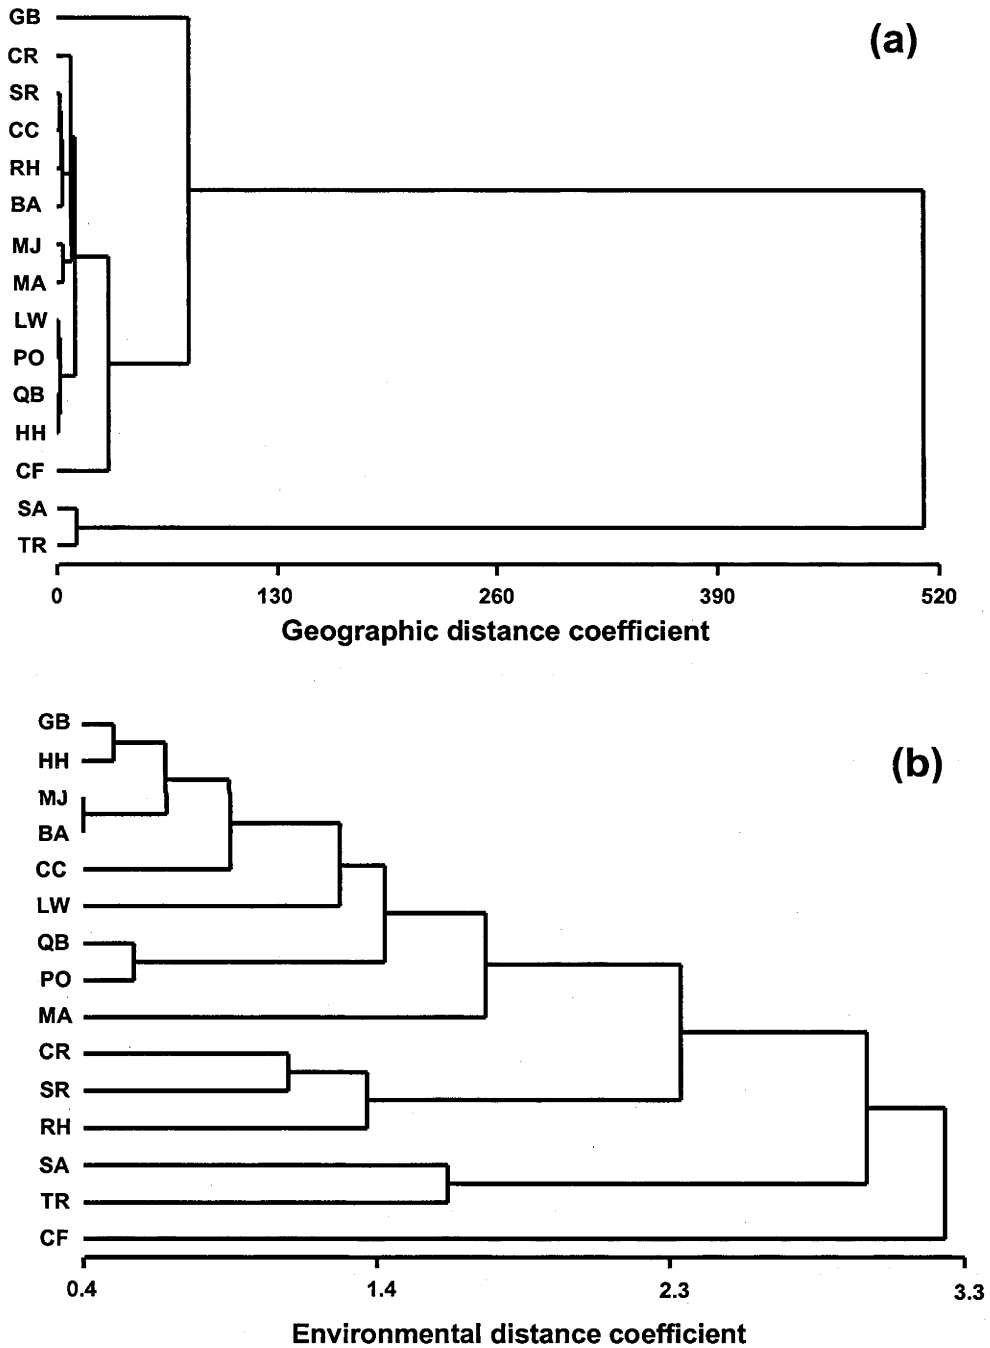 GB
(a)
CR
SR
CC
RH
BA
MJ
MA
LW
PO
QB
HH
CF
SA
TR
0 130 260 390 520
Geographic distance coefficient
GB
(b)
HH
MJ
BA
CC
LW
QB
PO
MA
CR
SR
RH
SA
TR
CF
0.4 1.4 2.3 3.3
Environmental distance coefficient